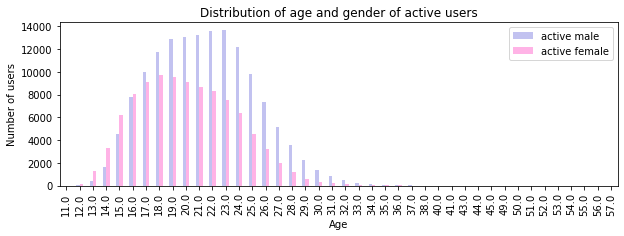 Distribution of age and gender of active users
active male
active female
Number of users
14000
12000
10000
8000
6000
4000
2000
0
11.0 12.0 13.0 14.0 15.0 16.0 17.0 18.0 19.0 20.0 21.0 22.0 23.0 24.0 25.0 26.0 27.0 28.0 29.0 30.0 31.0 32.0 33.0 34.0 35.0 36.0 37.0 38.0 41.0 42.0 43.0 44.0 45.0 46.0 49.0 50.0 51.0 52.0 53.0 54.0 55.0 56.0 57.0
Age